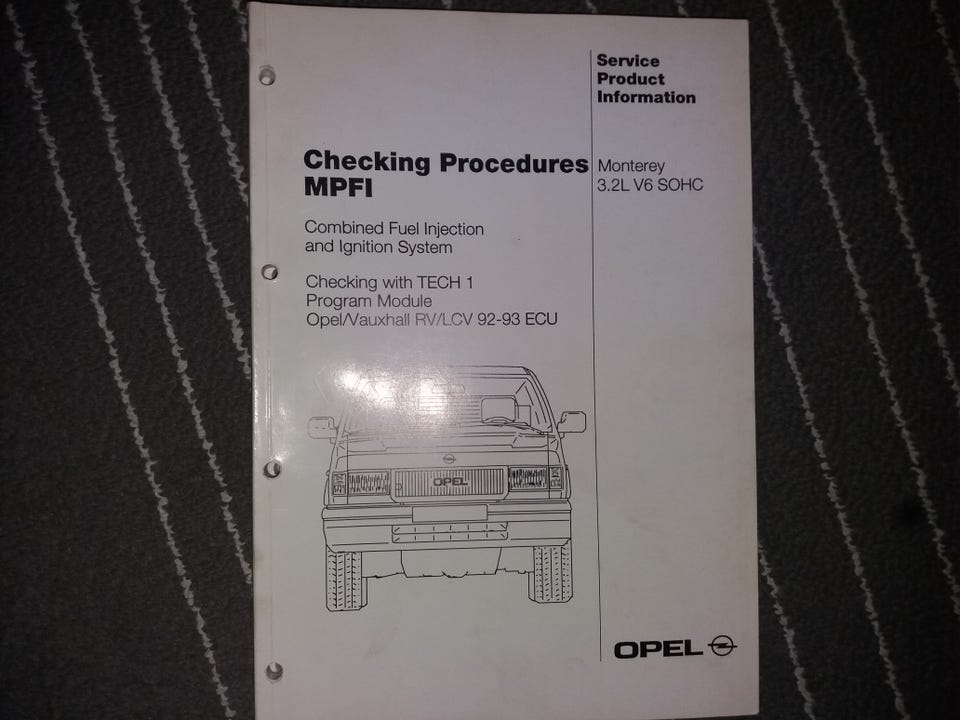 Service
Product
Information
Checking Procedures
MPFI
Monterey
3.2L V6 SOHC
Combined Fuel Injection
and Ignition System
Checking with TECH 1
Program Module
Opel/Vauxhall RV/LCV 92-93 ECU
OPEL
OPEL